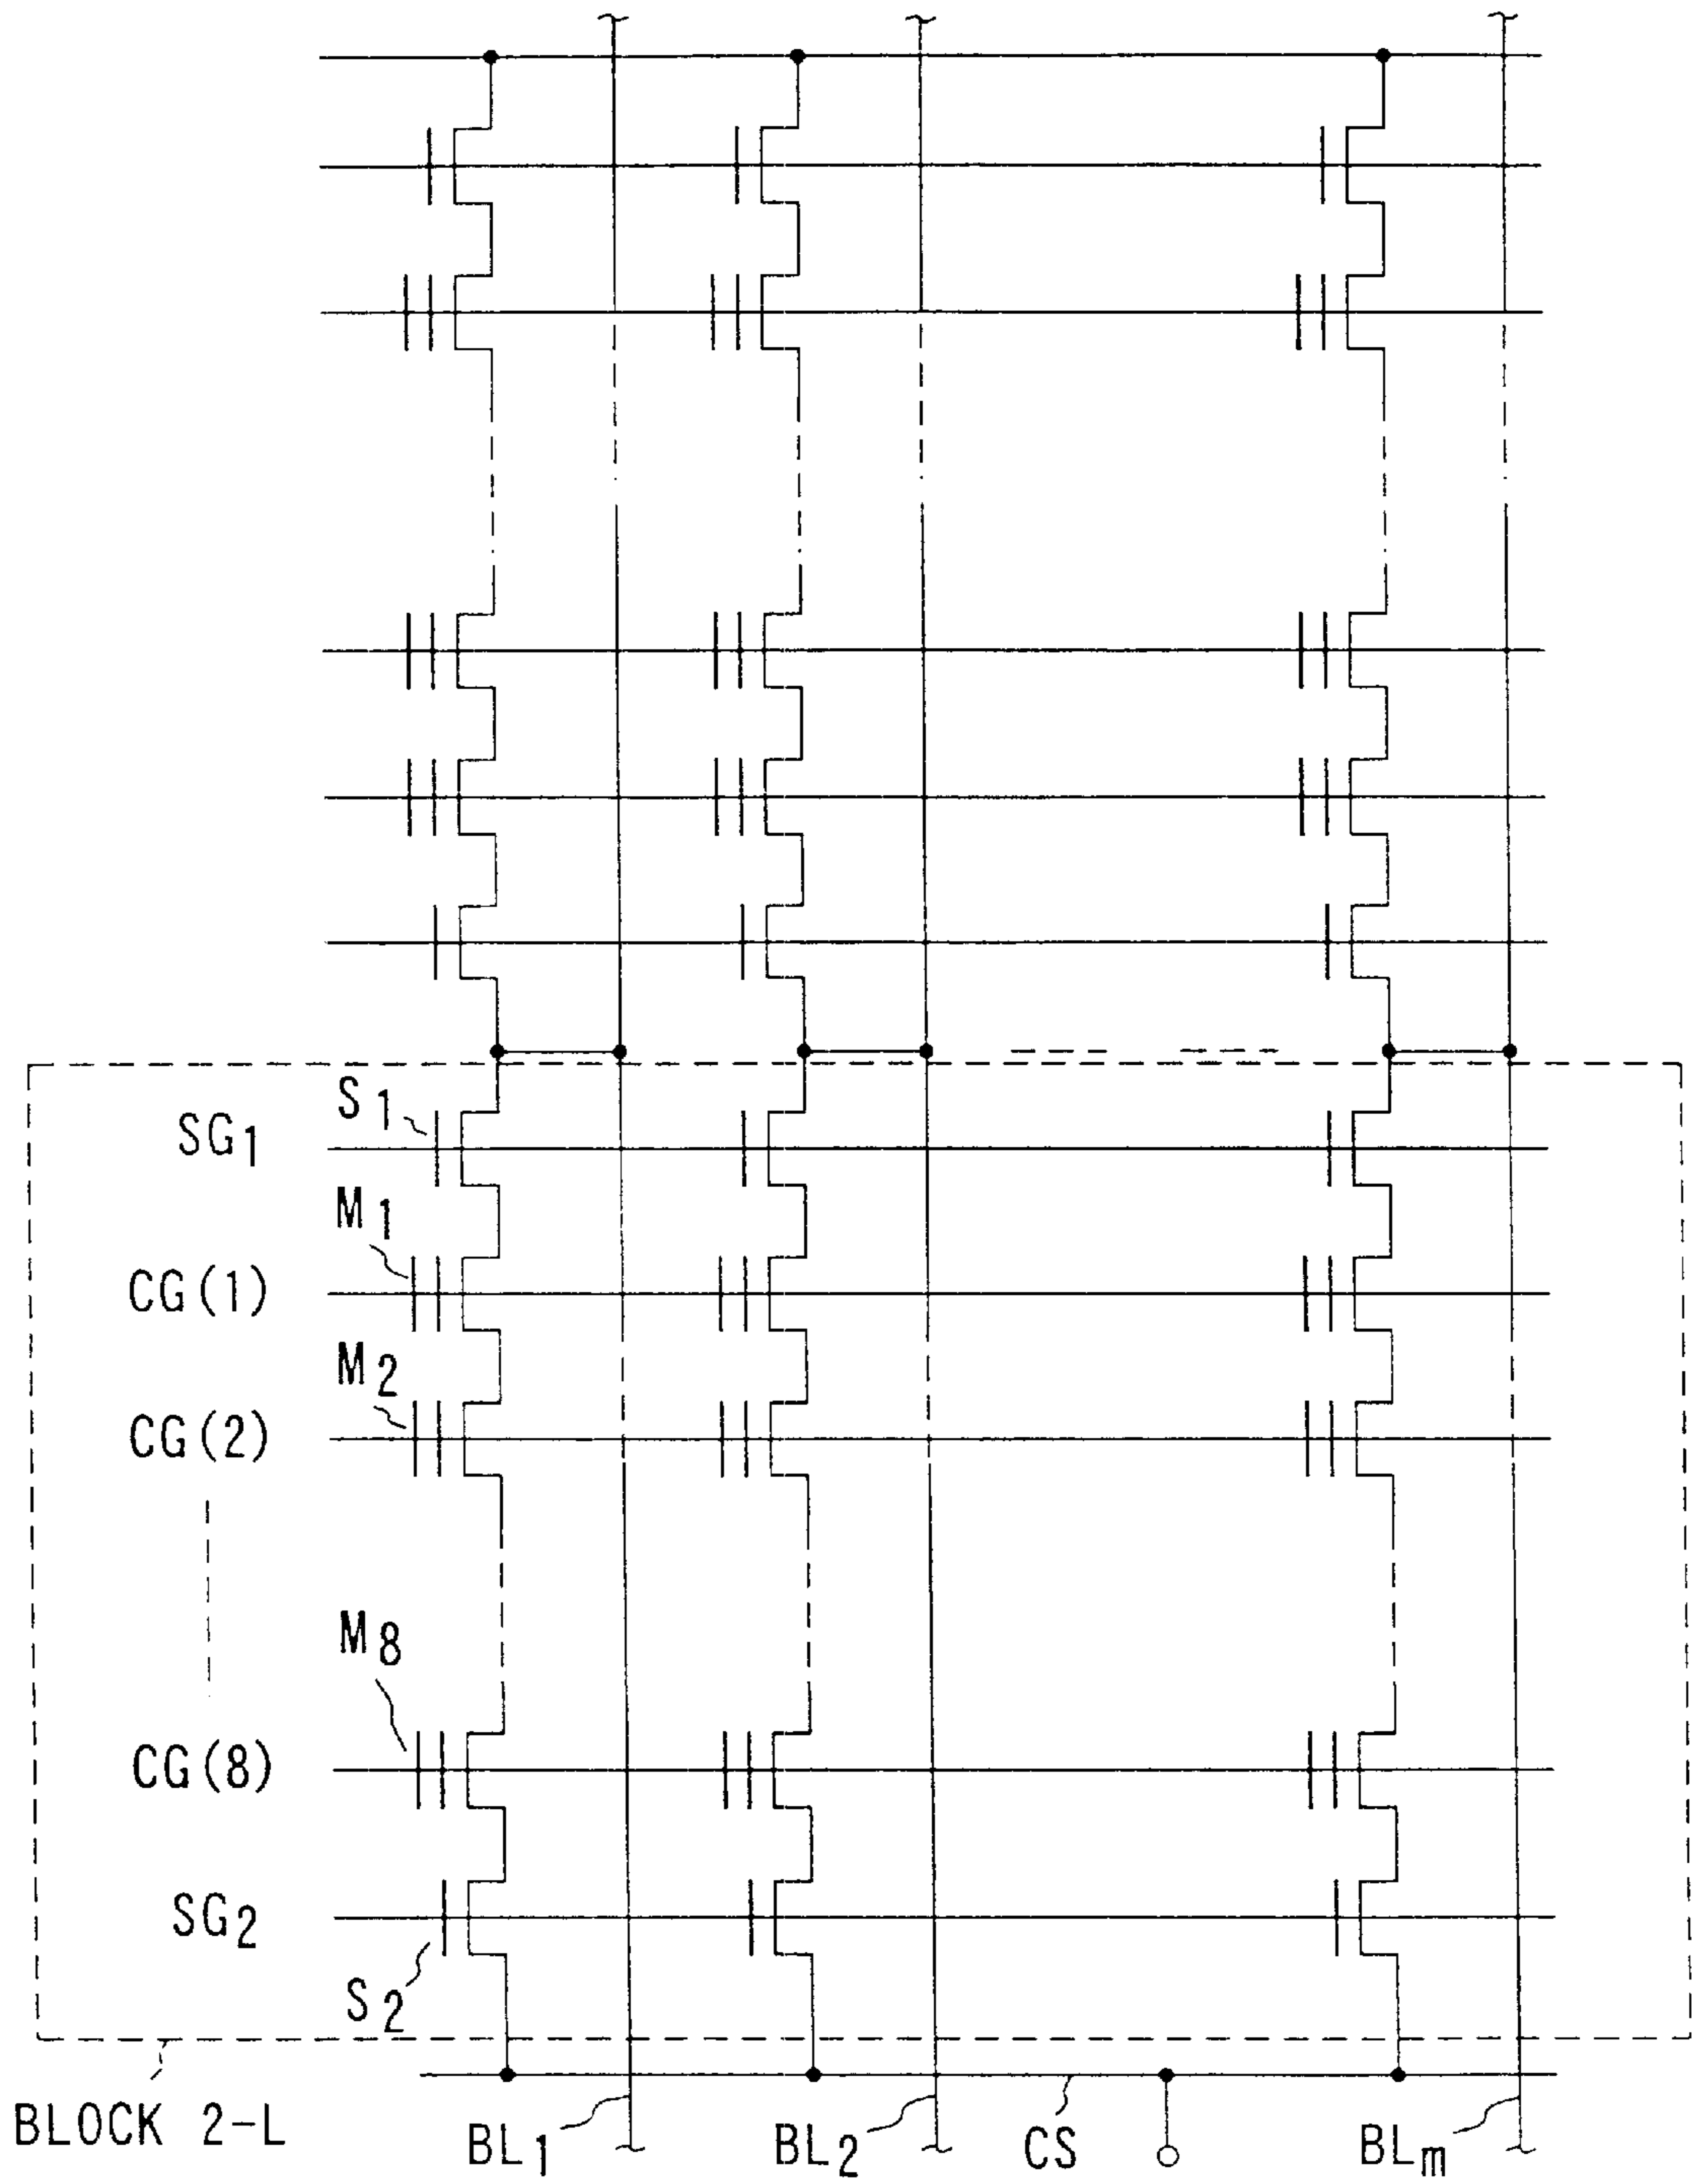 S1
SG1
M1
CG(1)
M2
CG(2)
M8
CG(8)
SG2
S2
BLOCK 2-L
BL1
BL2
CS
BLm